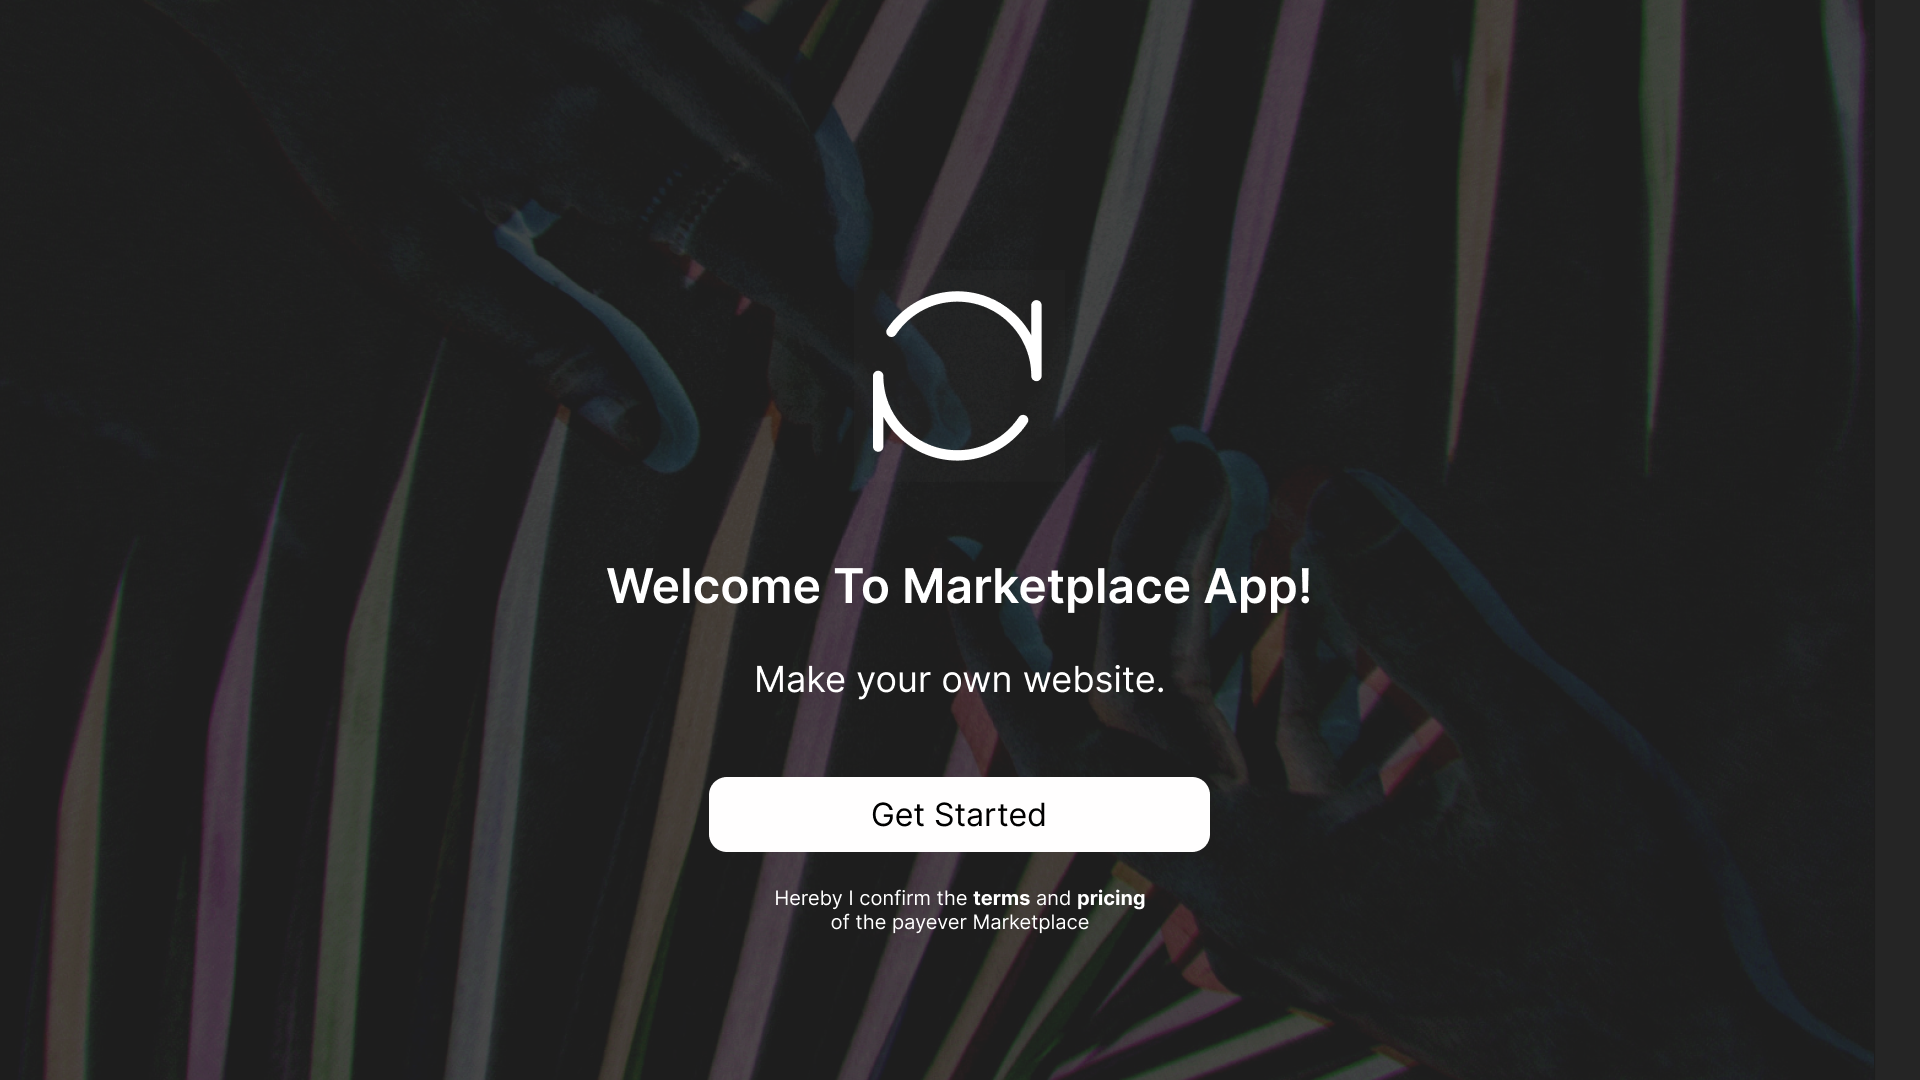 Welcome To Marketplace App!
Make your own website.
Get Started
Hereby I confirm the terms and pricing
of the payever Marketplace